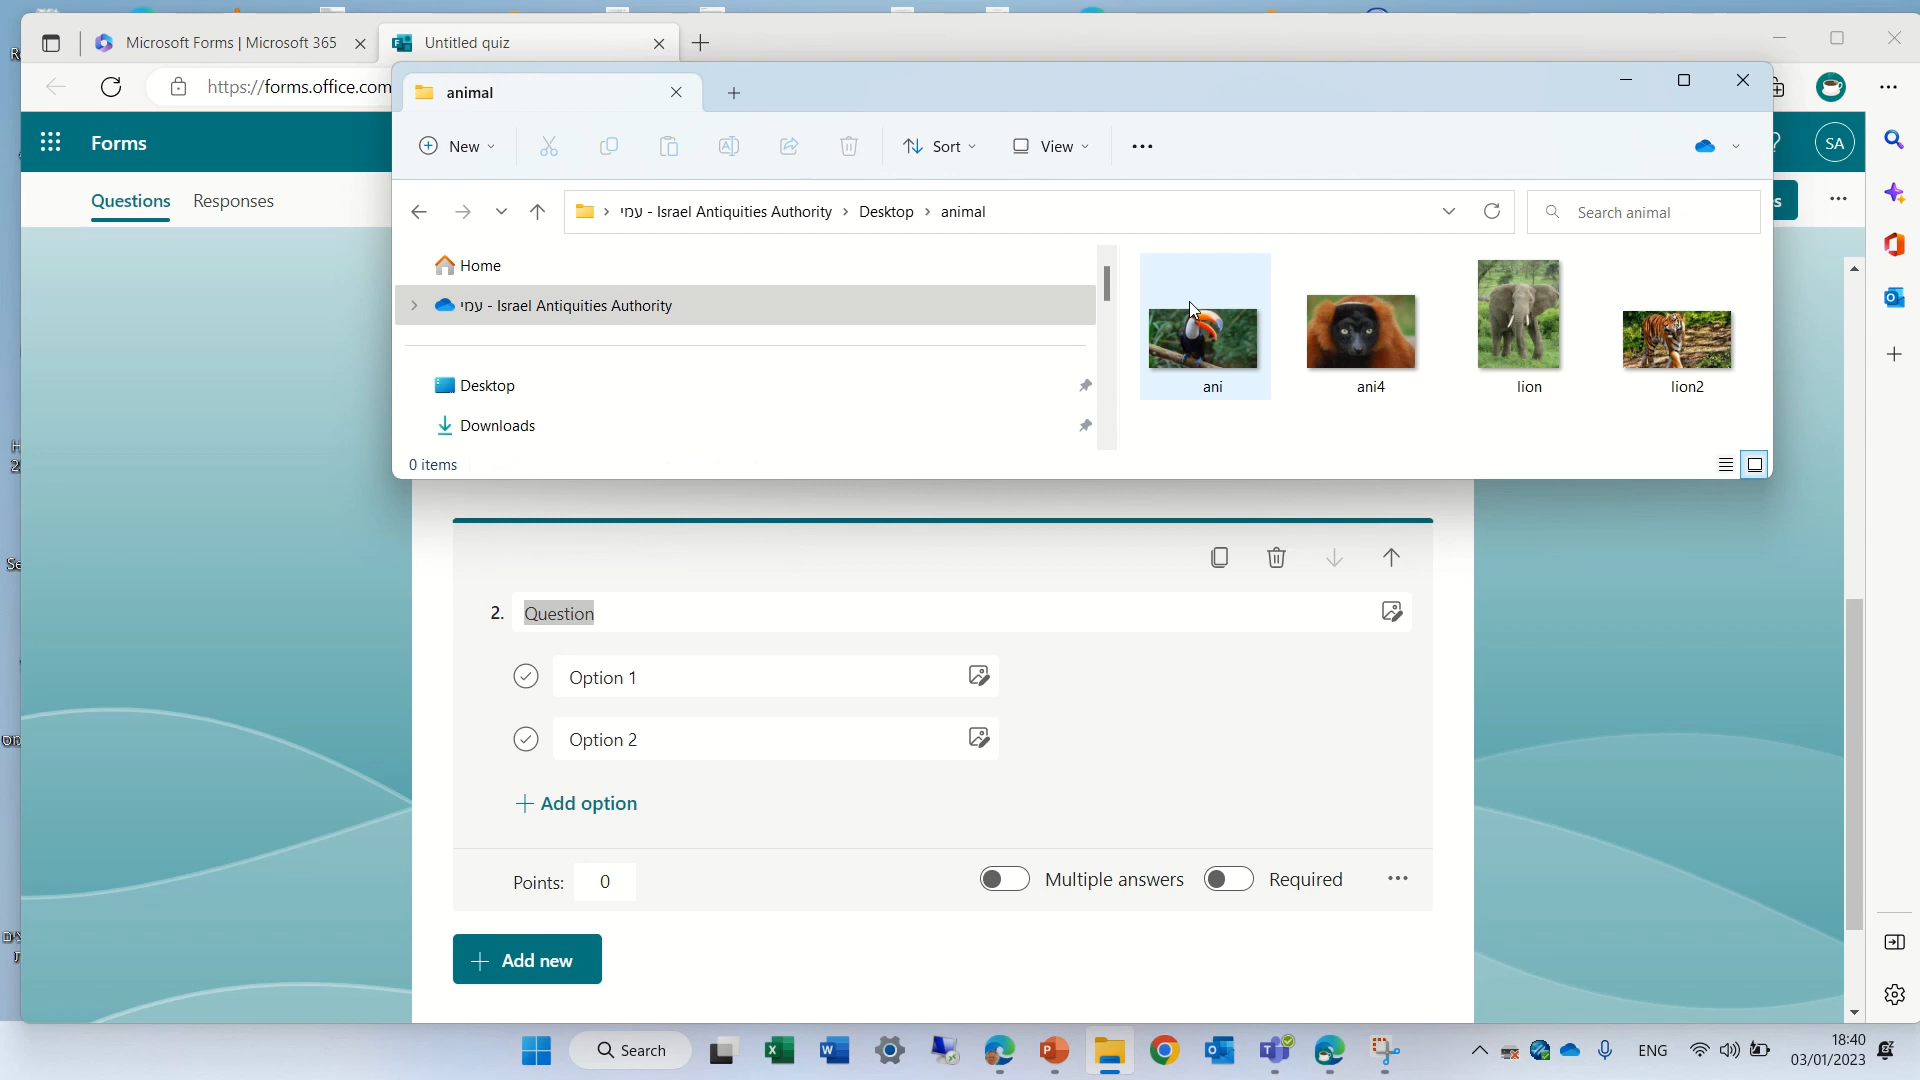 Microsoft Forms | Microsoft 365
Untitled quiz
https://forms.office.com
animal
Forms
SA
New
Sort
View
Questions
Responses
עמי - Israel Antiquities Authority
Desktop
animal
Search animal
Home
עמי - Israel Antiquities Authority
Desktop
Downloads
ani
ani4
lion
lion2
0 items
2.
Question
Option 1
Option 2
Add option
Points:
0
Multiple answers
Required
Add new
Search
ENG
18:40
03/01/2023